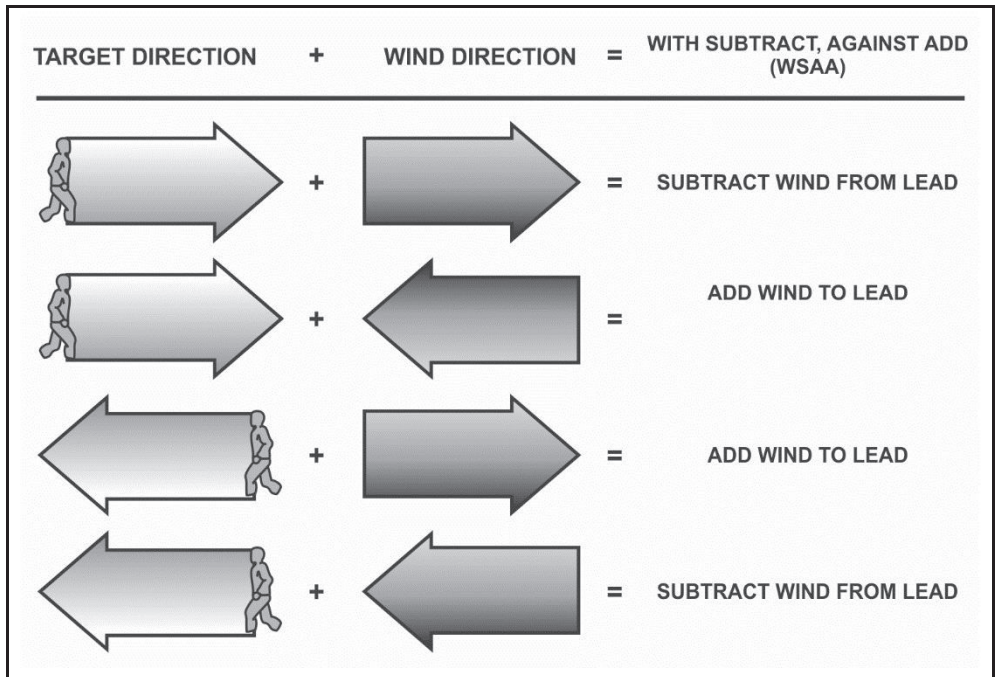 TARGET DIRECTION + WIND DIRECTION = WITH SUBTRACT, AGAINST ADD
(WSAA)
+ = SUBTRACT WIND FROM LEAD
+ = ADD WIND TO LEAD
+ = ADD WIND TO LEAD
+ = SUBTRACT WIND FROM LEAD